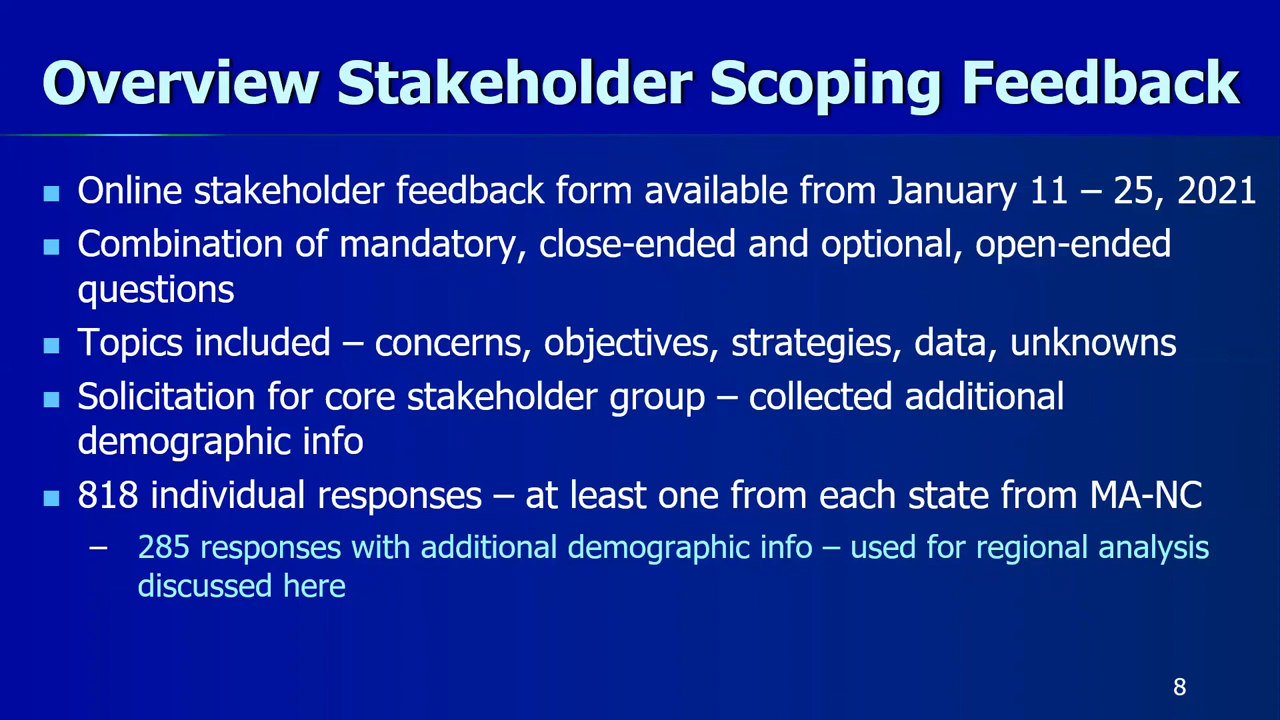 Overview Stakeholder Scoping Feedback
Online stakeholder feedback form available from January 11 – 25, 2021
Combination of mandatory, close-ended and optional, open-ended
questions
Topics included – concerns, objectives, strategies, data, unknowns
Solicitation for core stakeholder group – collected additional
demographic info
818 individual responses – at least one from each state from MA-NC
– 285 responses with additional demographic info – used for regional analysis
discussed here
8